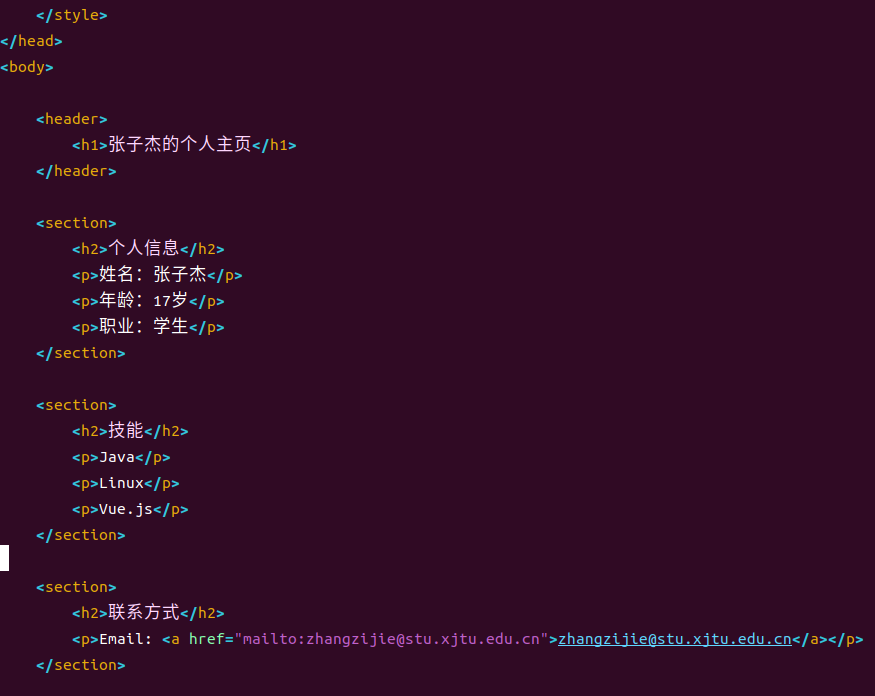 </style>
</head>
<body>

    <header>
        <h1>张子杰的个人主页</h1>
    </header>

    <section>
        <h2>个人信息</h2>
        <p>姓名：张子杰</p>
        <p>年龄：17岁</p>
        <p>职业：学生</p>
    </section>

    <section>
        <h2>技能</h2>
        <p>Java</p>
        <p>Linux</p>
        <p>Vue.js</p>
    </section>

    <section>
        <h2>联系方式</h2>
        <p>Email: <a href="mailto:zhangzijie@stu.xjtu.edu.cn">zhangzijie@stu.xjtu.edu.cn</a></p>
    </section>